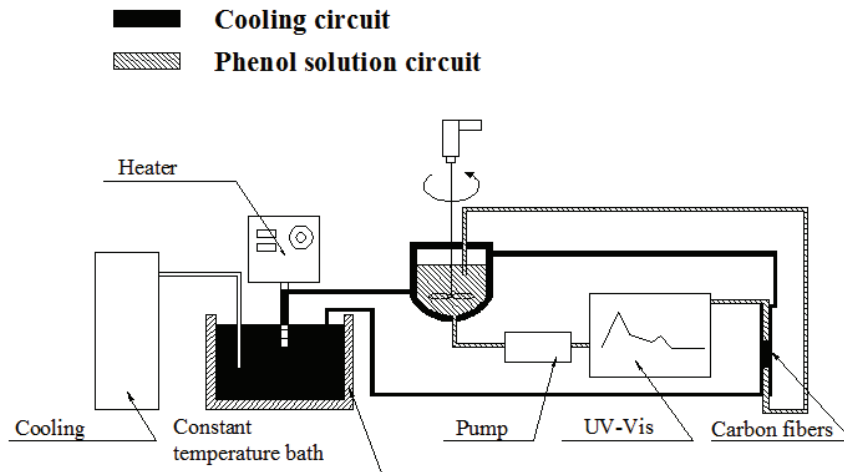 Cooling circuit
Phenol solution circuit
Heater
Cooling
Constant
temperature bath
Pump
UV-Vis
Carbon fibers